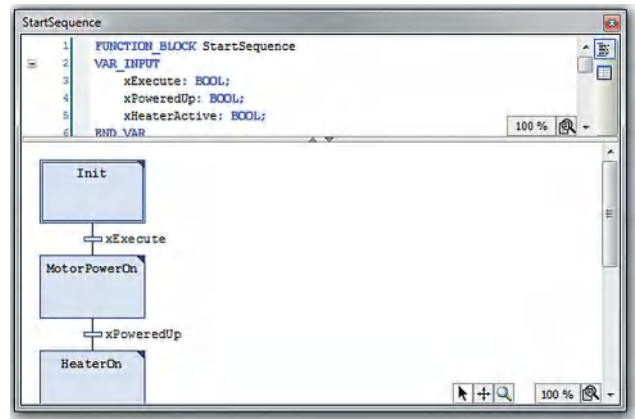 StartSequence
1 FUNCTION_BLOCK StartSequence
2 VAR_INPUT
3 xExecute: BOOL;
4 xPoweredUp: BOOL;
5 xHeaterActive: BOOL;
6 END_VAR
100 %
Init
xExecute
MotorPowerOn
xPoweredUp
HeaterOn
100 %